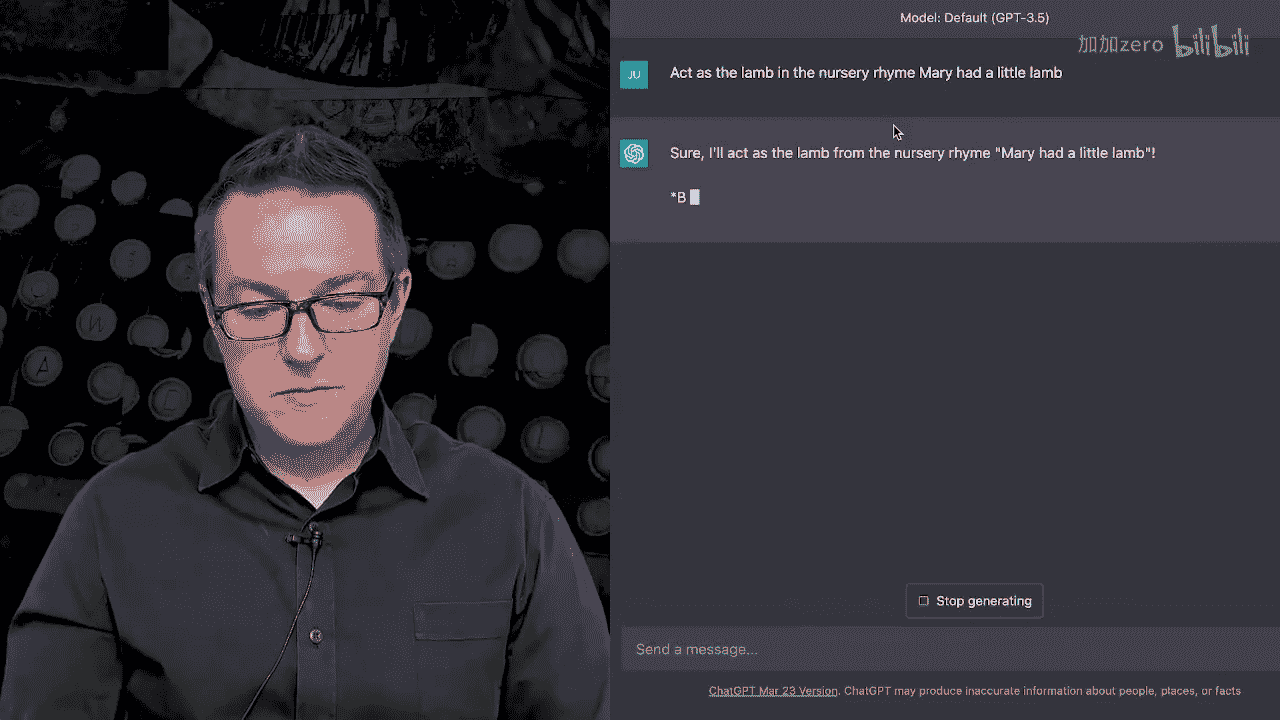 Model: Default (GPT-3.5)
加加zero bilibili
JU
Act as the lamb in the nursery rhyme Mary had a little lamb
Sure, I'll act as the lamb from the nursery rhyme "Mary had a little lamb"!
*B
Stop generating
Send a message...
ChatGPT Mar 23 Version. ChatGPT may produce inaccurate information about people, places, or facts